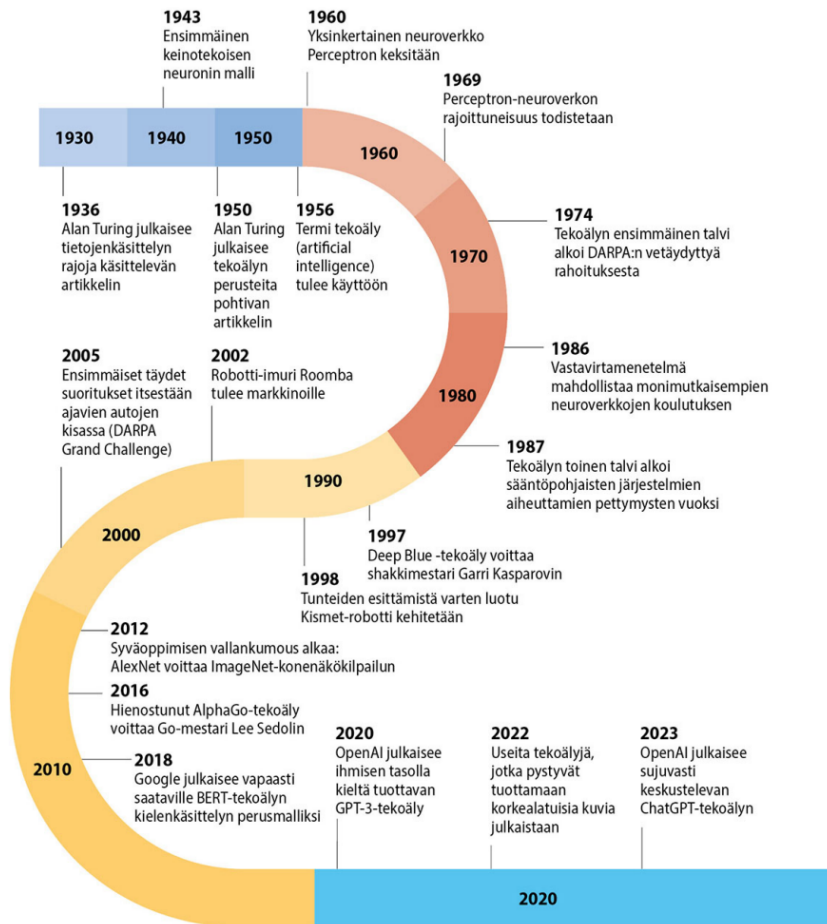 1943
Ensimmäinen
keinotekoisen
neuronin malli
1960
Yksinkertainen neuroverkko
Perceptron keksitään
1969
Perceptron-neuroverkon
rajoittuneisuus todistetaan
1930
1940
1950
1960
1936
Alan Turing julkaisee
tietojenkäsittelyn
rajoja käsittelevän
artikkelin
1950
Alan Turing
julkaisee
tekoälyn
perusteita
pohtivan
artikkelin
1956
Termi tekoäly
(artificial
intelligence)
tulee käyttöön
1974
Tekoälyn ensimmäinen talvi
alkoi DARPA:n vetäydyttyä
rahoituksesta
1970
1986
Vastavirtamenetelmä
mahdollistaa monimutkaisempien
neuroverkkojen koulutuksen
1980
1987
Tekoälyn toinen talvi alkoi
sääntöpohjaisten järjestelmien
aiheuttamien pettymysten vuoksi
2005
Ensimmäiset täydet
suoritukset itsestään
ajavien autojen
kisassa (DARPA
Grand Challenge)
2002
Robotti-imuri Roomba
tulee markkinoille
1990
1997
Deep Blue -tekoäly voittaa
shakkimestari Garri Kasparovin
1998
Tunteiden esittämistä varten luotu
Kismet-robotti kehitetään
2000
2012
Syväoppimisen vallankumous alkaa:
AlexNet voittaa ImageNet-konenäkökilpailun
2016
Hienostunut AlphaGo-tekoäly
voittaa Go-mestari Lee Sedolin
2010
2018
Google julkaisee vapaasti
saataville BERT-tekoälyn
kielenkäsittelyn perusmalliksi
2020
OpenAI julkaisee
ihmisen tasolla
kieltä tuottavan
GPT-3-tekoäly
2022
Useita tekoälyjä,
jotka pystyvät
tuottamaan
korkealatuisia kuvia
julkaistaan
2023
OpenAI julkaisee
sujuvasti
keskustelevan
ChatGPT-tekoälyn
2020